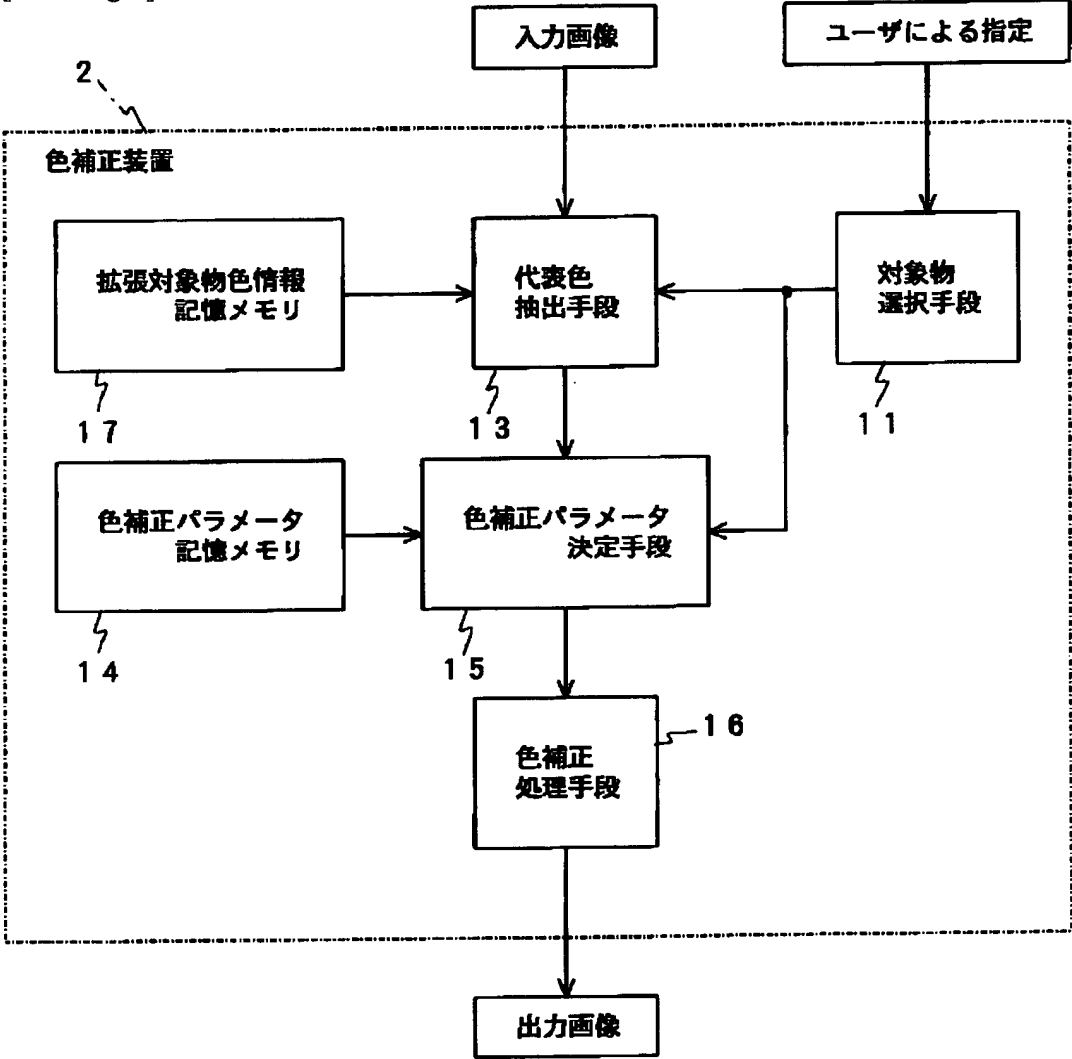 入力画像
ユーザによる指定
2
色補正装置
拡張対象物色情報
記憶メモリ
17
代表色
抽出手段
13
対象物
選択手段
11
色補正パラメータ
記憶メモリ
14
色補正パラメータ
決定手段
15
色補正
処理手段
16
出力画像